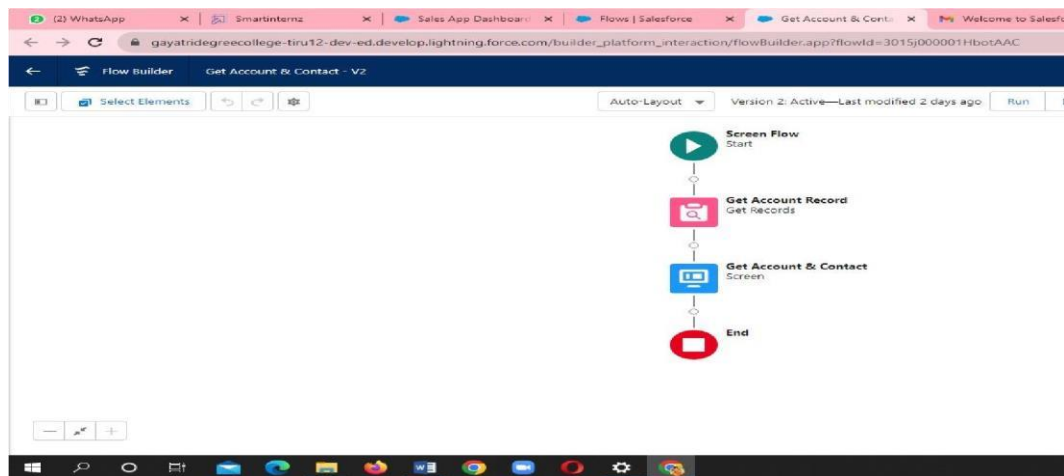 (2) WhatsApp
Smartinternz
Sales App Dashboard
Flows | Salesforce
Get Account & Conta
Welcome to Salesfo
gayatridegreecollege-tiru12-dev-ed.develop.lightning.force.com/builder_platform_interaction/flowBuilder.app?flowId=3015j000001HbotAAC
Flow Builder
Get Account & Contact - V2
Select Elements
Auto-Layout
Version 2: Active—Last modified 2 days ago
Run
Screen Flow
Start
Get Account Record
Get Records
Get Account & Contact
Screen
End